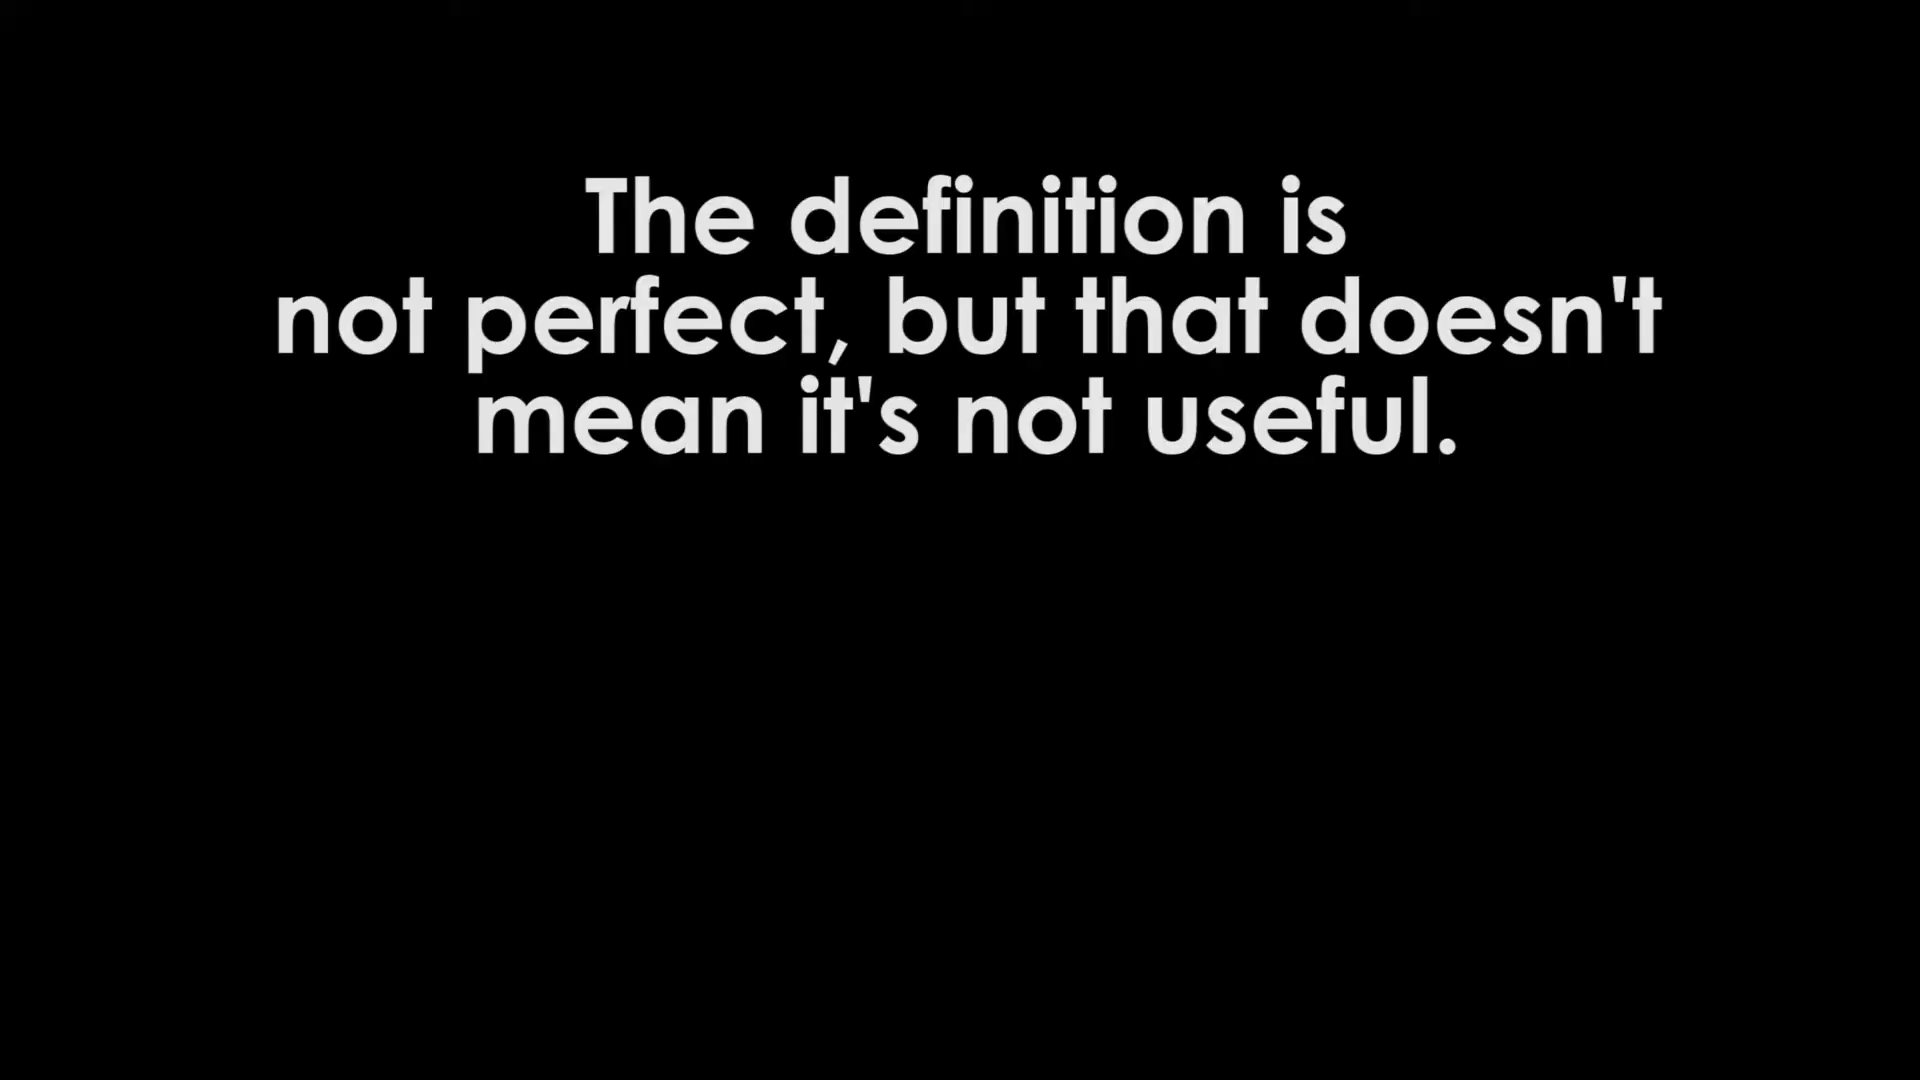 The definition is
not perfect, but that doesn't
mean it's not useful.